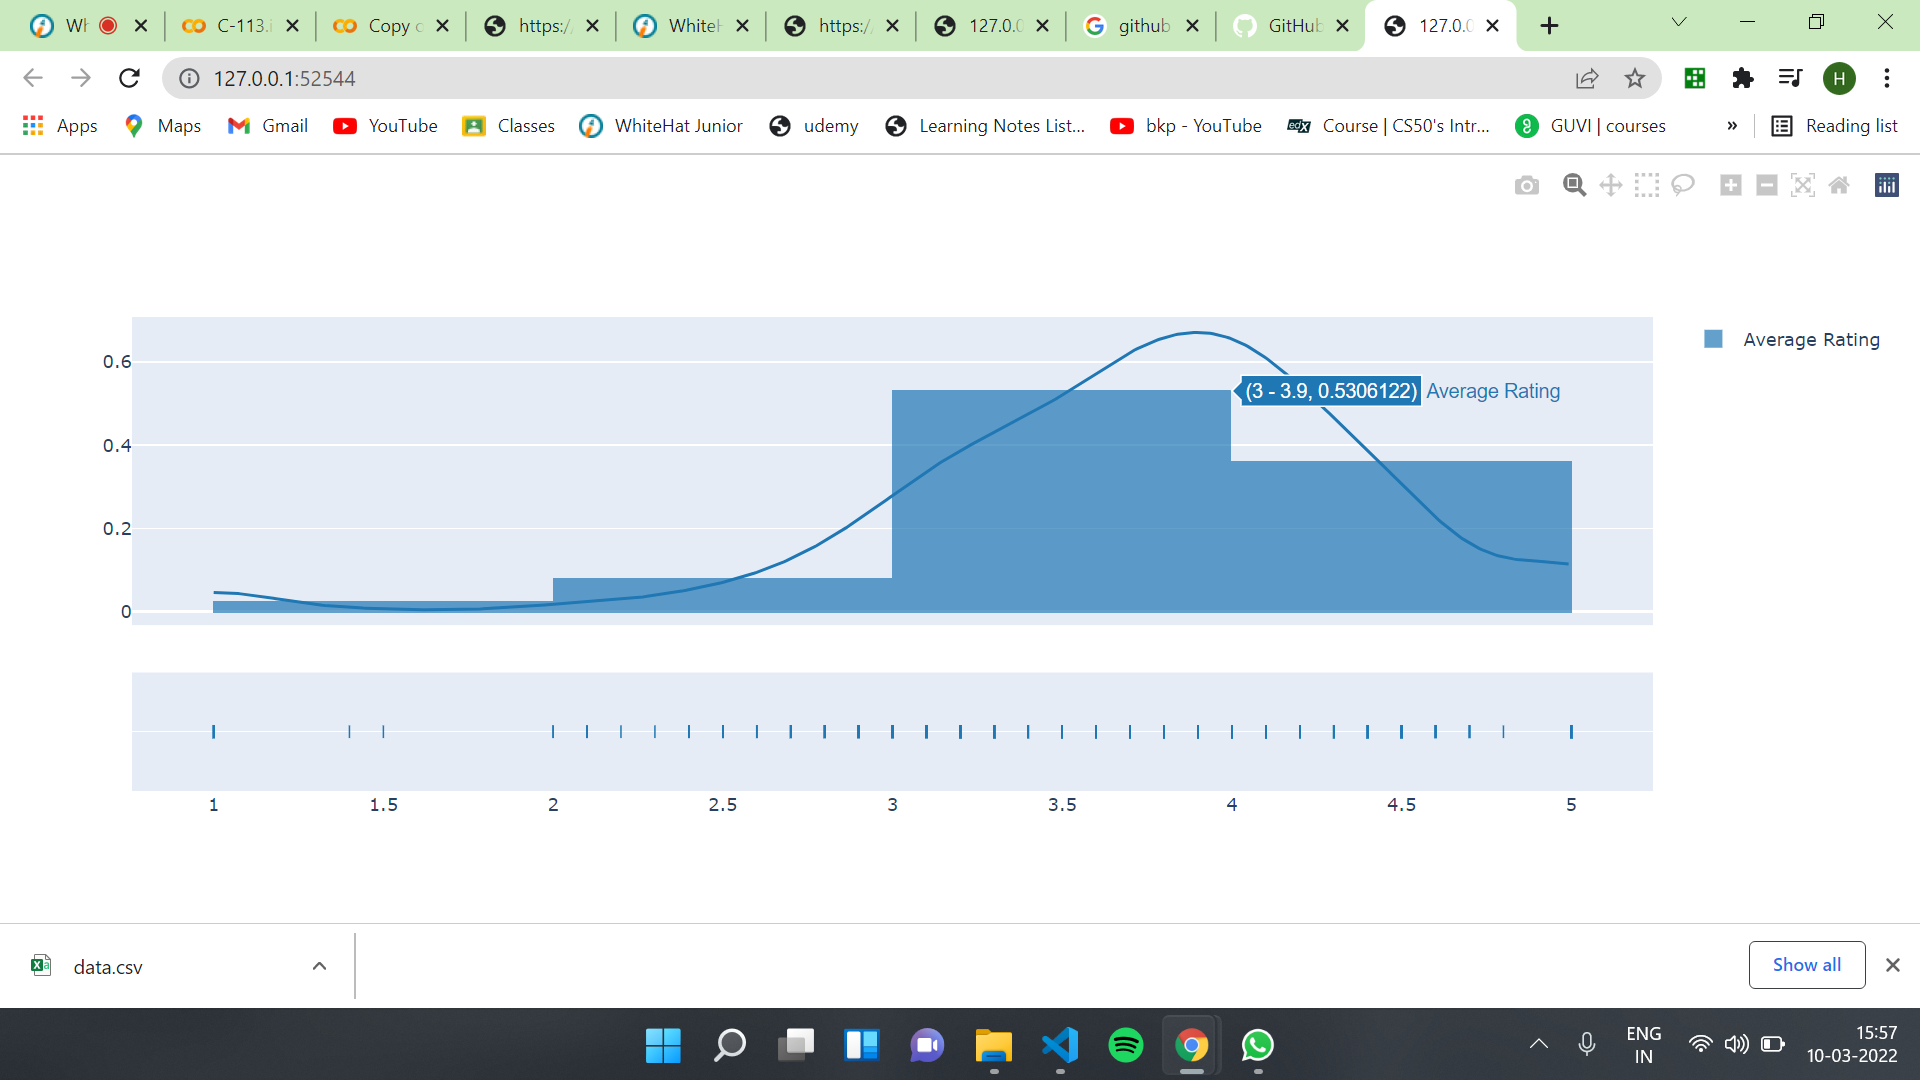 Wh
C-113.i
Copy o
https:/
WhiteH
https:/
127.0.0
github
GitHub
127.0.0
127.0.0.1:52544
H
Apps
Maps
Gmail
YouTube
Classes
WhiteHat Junior
udemy
Learning Notes List...
bkp - YouTube
edX
Course | CS50's Intr...
GUVI | courses
»
Reading list
Average Rating
0.6
(3 - 3.9, 0.5306122) Average Rating
0.4
0.2
0
1 1.5 2 2.5 3 3.5 4 4.5 5
data.csv
Show all
ENG
IN
15:57
10-03-2022